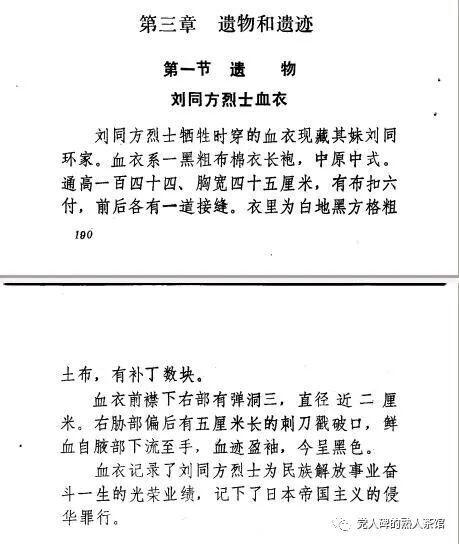 第三章 遗物和遗迹
第一节 遗 物
刘同方烈士血衣
刘同方烈士牺牲时穿的血衣现藏其妹刘同
环家。血衣系一黑粗布棉衣长袍，中原中式。
通高一百四十四、胸宽四十五厘米，有布扣六
付，前后各有一道接缝。衣里为白地黑方格粗
190
土布，有补丁数块。
血衣前襟下右部有弹洞三，直径近二厘
米。右胁部偏后有五厘米长的刺刀戳破口，鲜
血自腋部下流至手，血迹盈袖，今呈黑色。
血衣记录了刘同方烈士为民族解放事业奋
斗一生的光荣业绩，记下了日本帝国主义的侵
华罪行。
党人碑的熟人茶馆